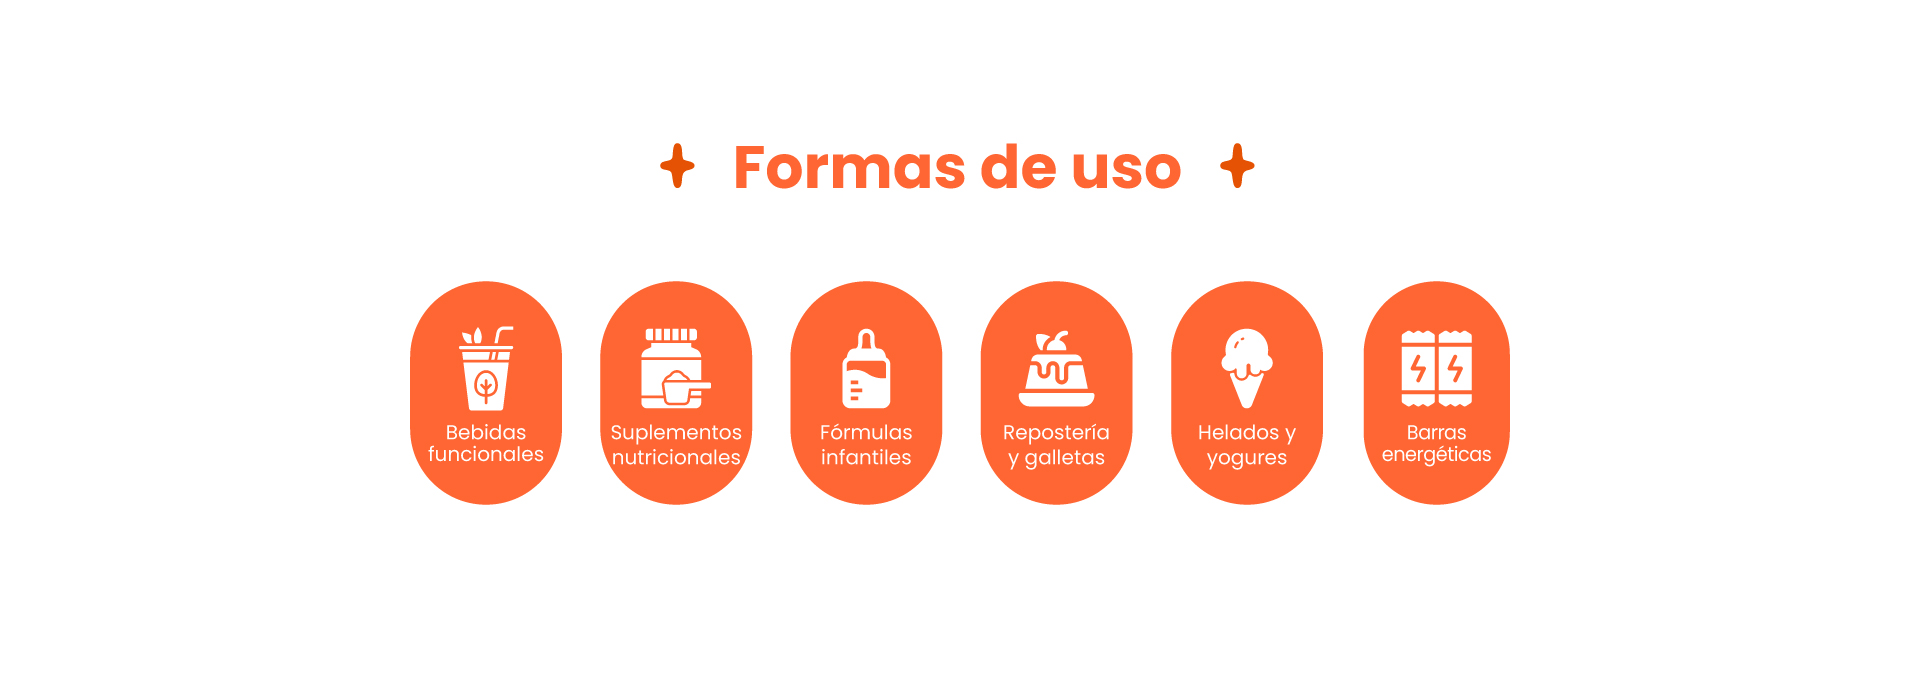 Formas de uso
Bebidas
funcionales
Suplementos
nutricionales
Fórmulas
infantiles
Repostería
y galletas
Helados y
yogures
Barras
energéticas